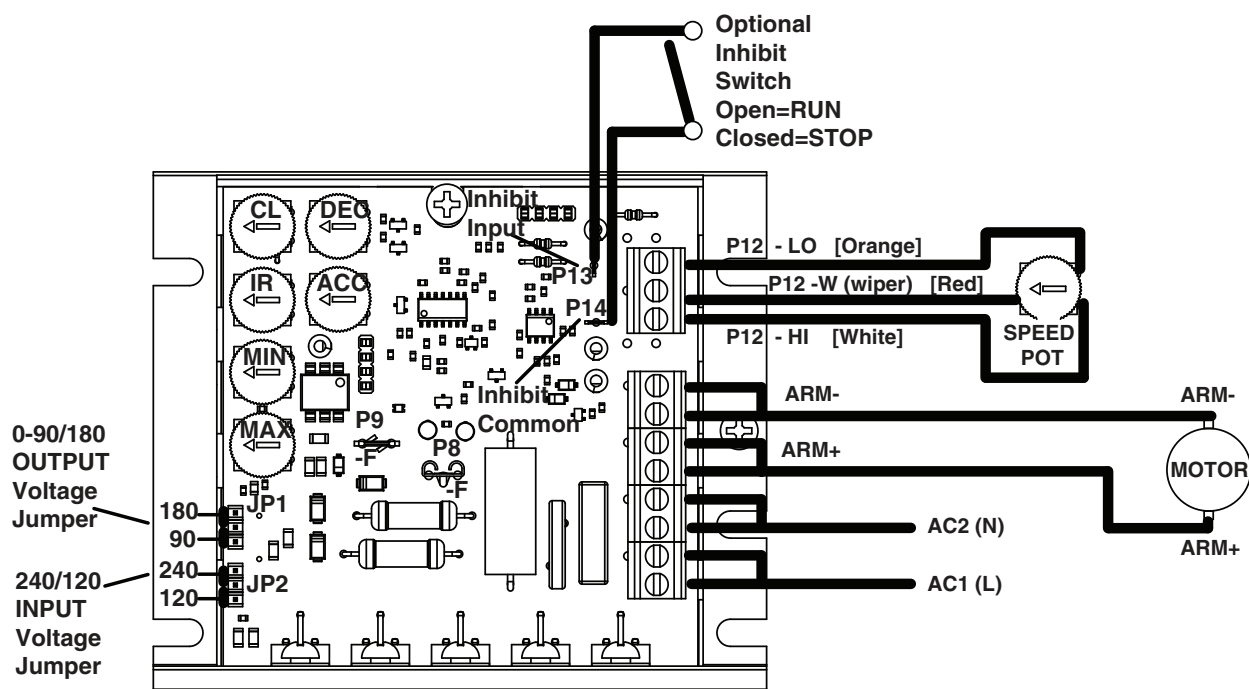 Optional
Inhibit
Switch
Open=RUN
Closed=STOP
CL
DEC
Inhibit
Input
P13
IR
ACC
P14
P12 - LO [Orange]
P12 -W (wiper) [Red]
P12 - HI [White]
SPEED
POT
MIN
Inhibit
Common
MAX
P9
-F
P8
-F
ARM-
ARM-
ARM+
MOTOR
ARM+
AC2 (N)
AC1 (L)
0-90/180
OUTPUT
Voltage
Jumper
180
JP1
90
240/120
INPUT
Voltage
Jumper
240
JP2
120